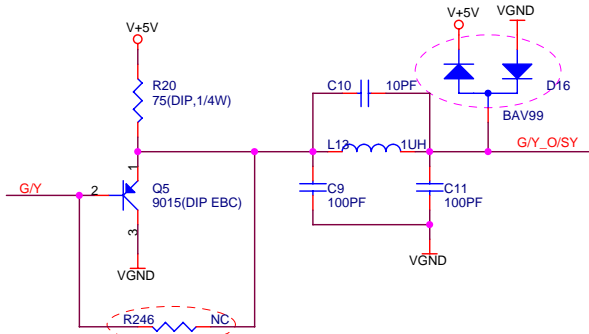 V+5V
VGND
V+5V
R20
75(DIP,1/4W)
C10
10PF
D16
BAV99
L13
1UH
G/Y_O/SY
1
G/Y
2
Q5
9015(DIP EBC)
C9
100PF
C11
100PF
3
VGND
VGND
R246
NC